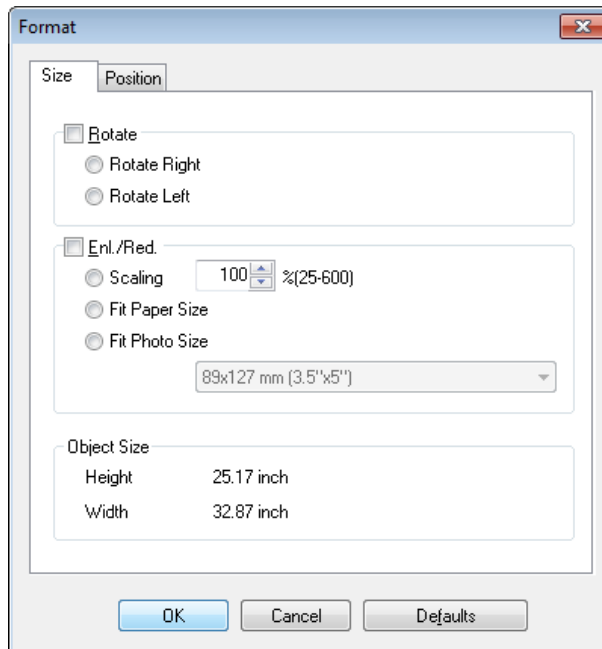 Format
Size Position
Rotate
Rotate Right
Rotate Left
Enl./Red.
Scaling 100 %(25-600)
Fit Paper Size
Fit Photo Size
89x127 mm (3.5"x5")
Object Size
Height 25.17 inch
Width 32.87 inch
OK Cancel Defaults